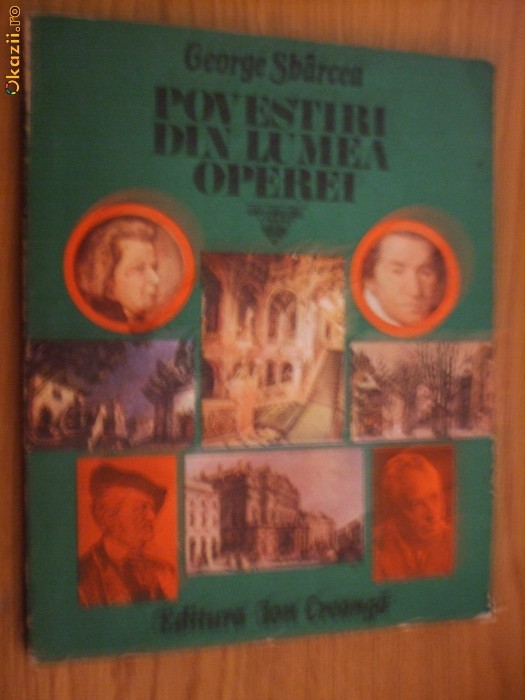 Okazii.ro
George Sbârcea
POVESTIRI
DIN LUMEA
OPEREI
Editura Ion Creangă